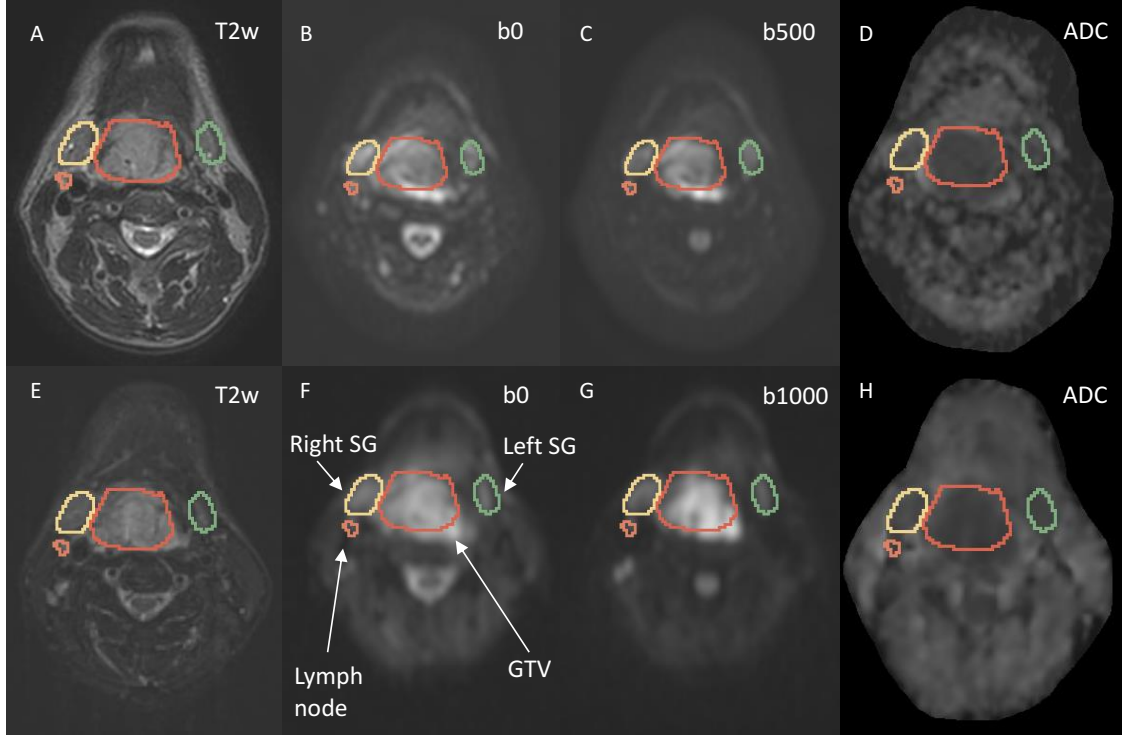 A T2w
B b0
C b500
D ADC
E T2w
F b0
G b1000
H ADC
Right SG
Left SG
Lymph
node
GTV